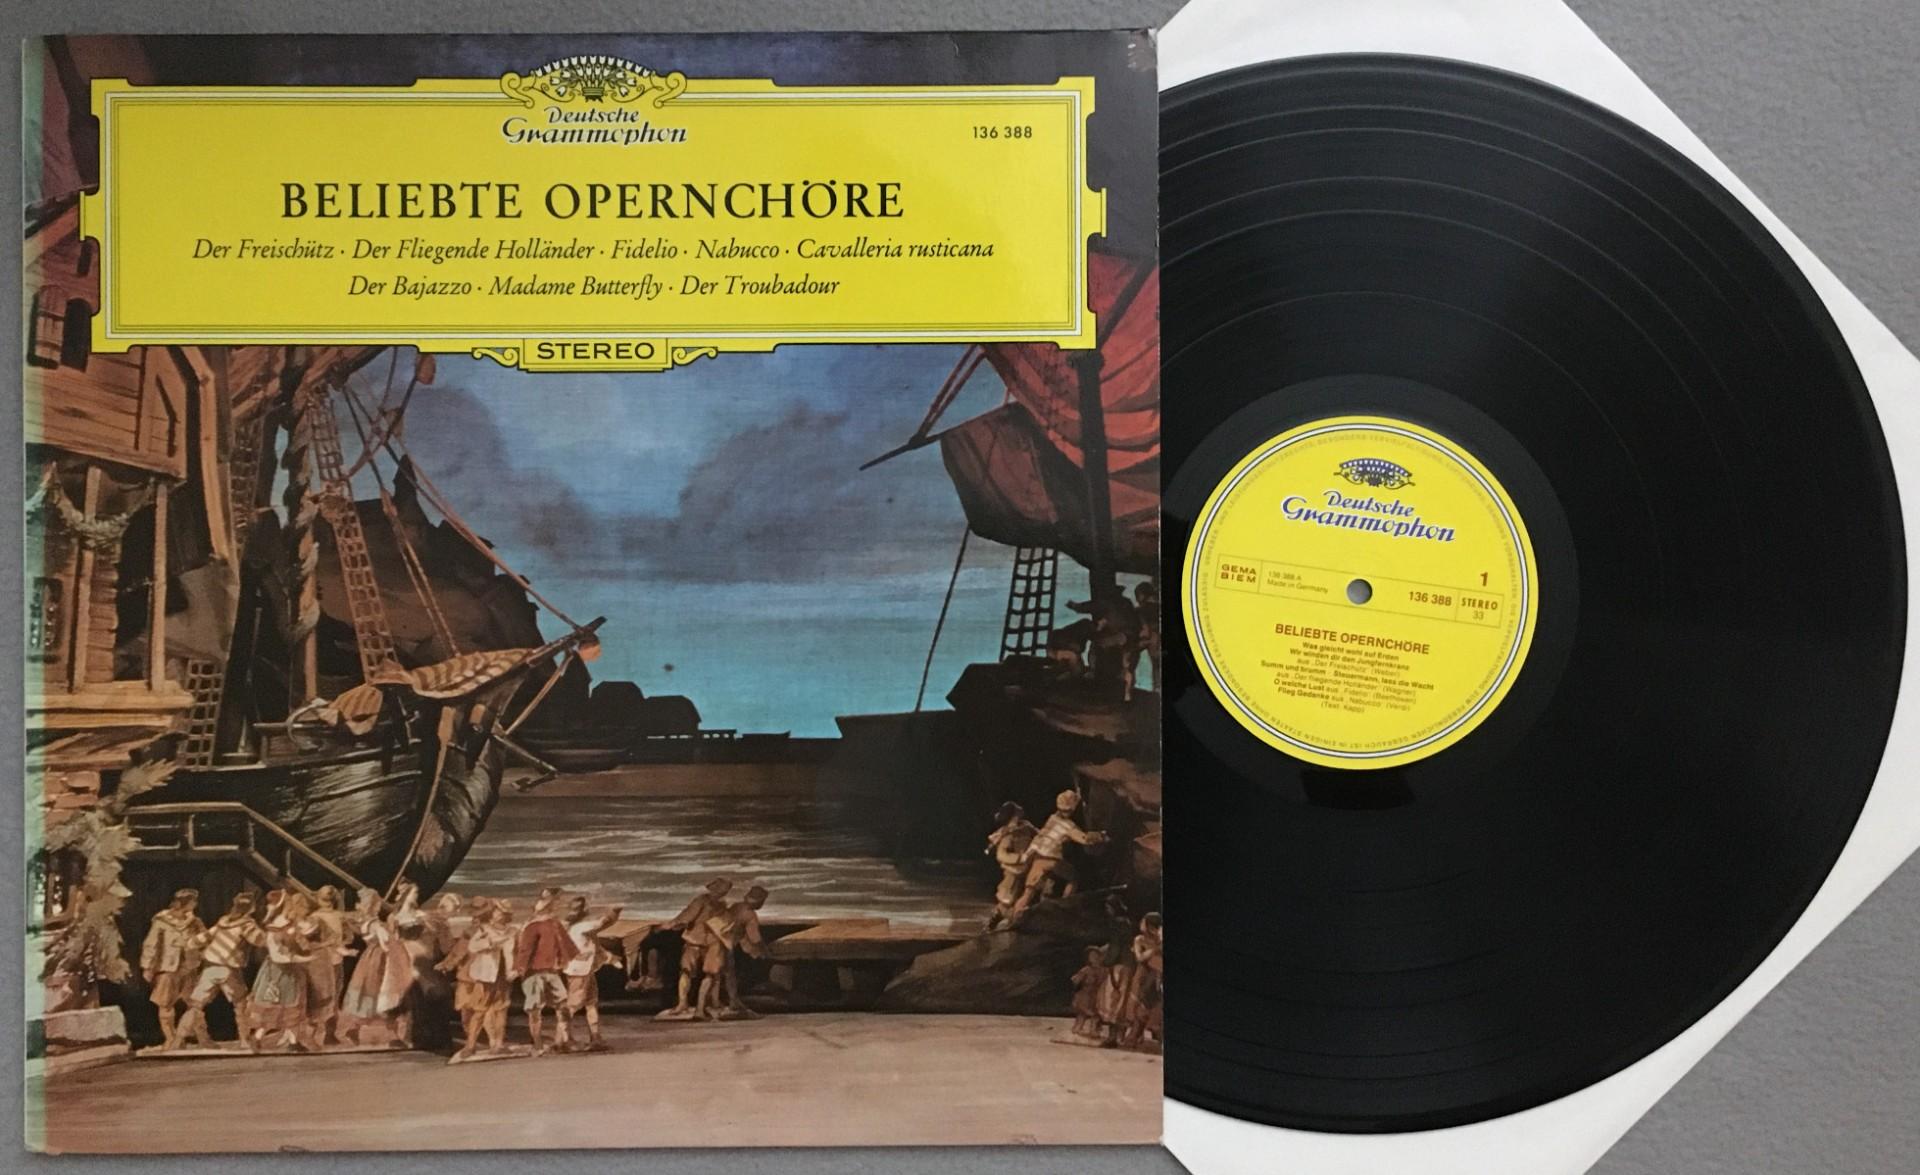 Deutsche
Grammophon
136 388
BELIEBTE OPERNCHÖRE
Der Freischütz · Der Fliegende Holländer · Fidelio · Nabucco · Cavalleria rusticana
Der Bajazzo · Madame Butterfly · Der Troubadour
STEREO
Deutsche
Grammophon
GEMA
BIEM
136 388 A
Made in Germany
1
136 388
STEREO
33
BELIEBTE OPERNCHÖRE
Was gleicht wohl auf Erden
Wir winden dir den Jungfernkranz
aus „Der Freischütz" (Weber)
Summ und brumm · Steuermann, lass die Wacht
aus „Der fliegende Holländer" (Wagner)
O welche Lust aus „Fidelio" (Beethoven)
Flieg Gedanke aus „Nabucco" (Verdi)
(Text: Kapp)